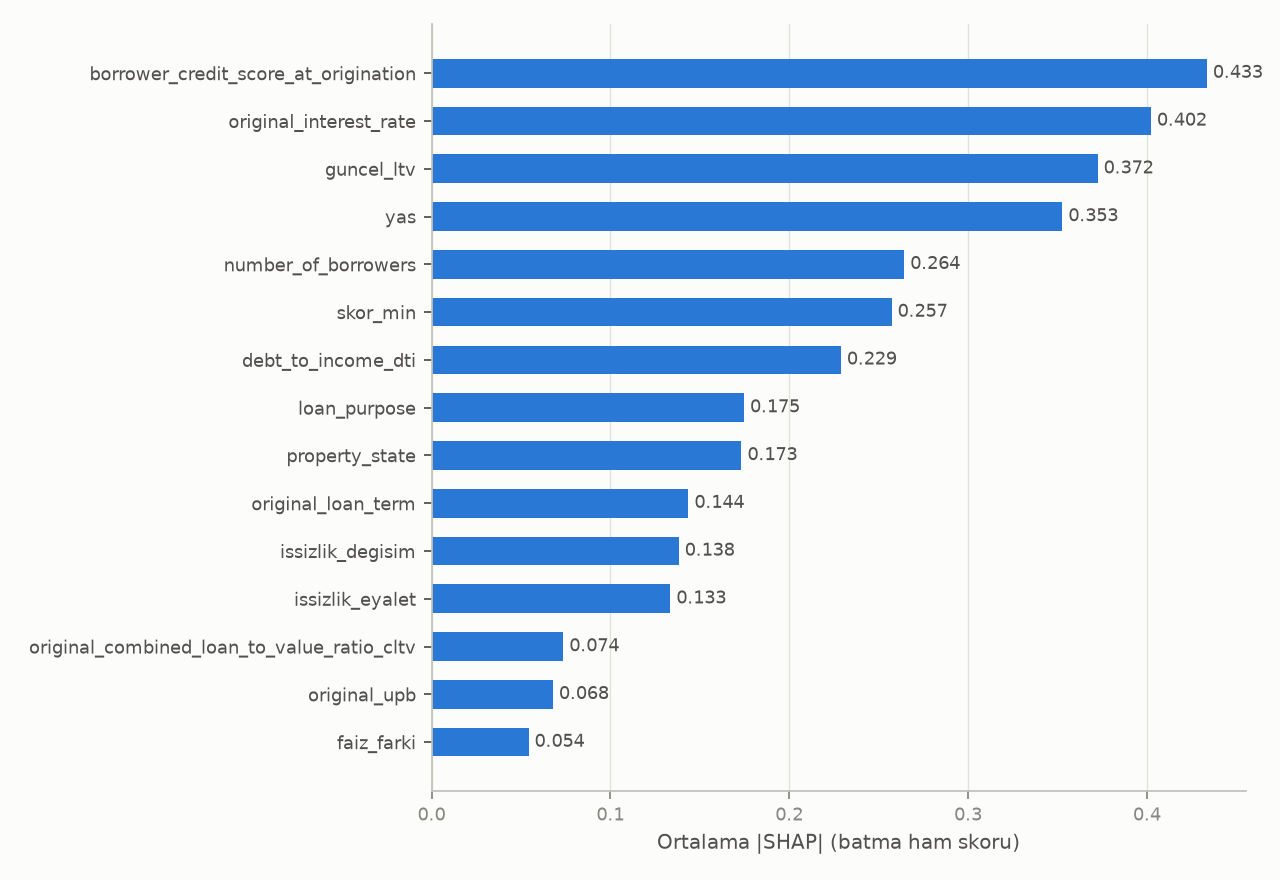 borrower_credit_score_at_origination 0.433
original_interest_rate 0.402
guncel_ltv 0.372
yas 0.353
number_of_borrowers 0.264
skor_min 0.257
debt_to_income_dti 0.229
loan_purpose 0.175
property_state 0.173
original_loan_term 0.144
issizlik_degisim 0.138
issizlik_eyalet 0.133
original_combined_loan_to_value_ratio_cltv 0.074
original_upb 0.068
faiz_farki 0.054
0.0 0.1 0.2 0.3 0.4
Ortalama |SHAP| (batma ham skoru)